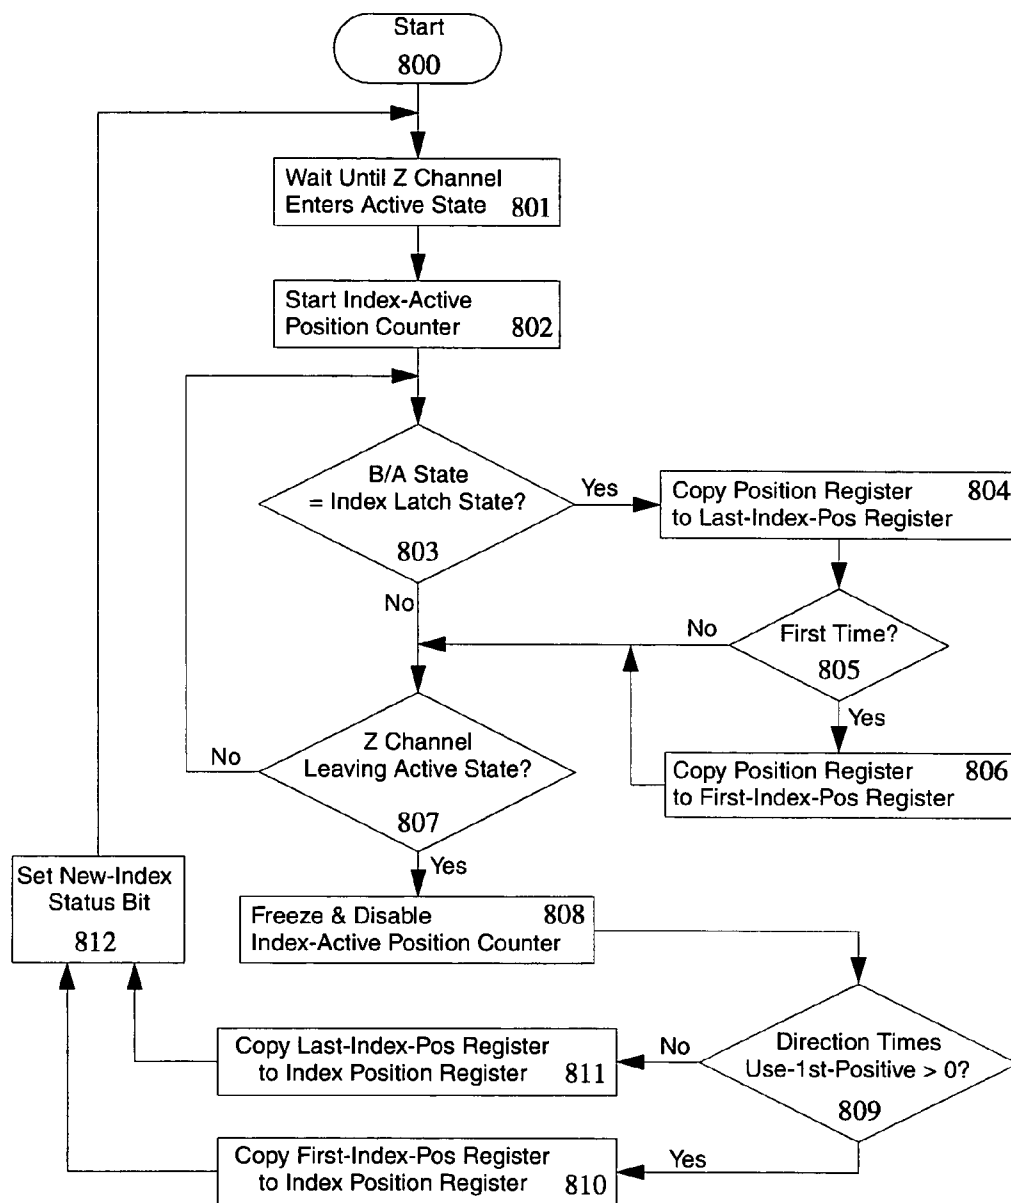 Start
800
Wait Until Z Channel
Enters Active State 801
Start Index-Active
Position Counter 802
B/A State
= Index Latch State?
803
Yes
No
Copy Position Register 804
to Last-Index-Pos Register
First Time?
805
No
Yes
Copy Position Register 806
to First-Index-Pos Register
Z Channel
Leaving Active State?
807
No
Yes
Set New-Index
Status Bit
812
Freeze & Disable 808
Index-Active Position Counter
Direction Times
Use-1st-Positive > 0?
809
No
Yes
Copy Last-Index-Pos Register
to Index Position Register 811
Copy First-Index-Pos Register
to Index Position Register 810